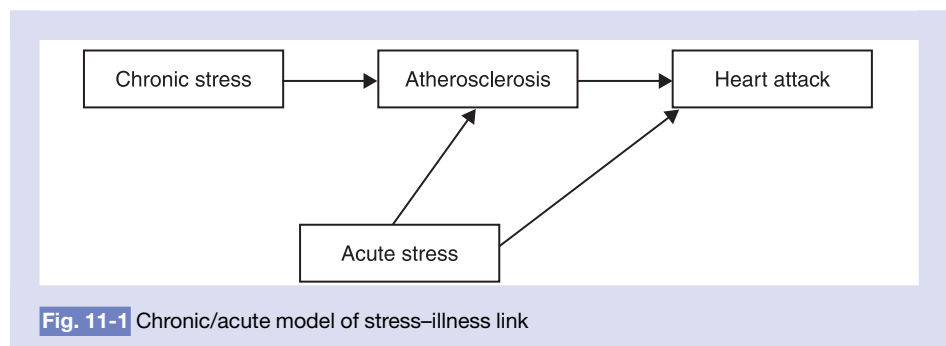 Chronic stress
Atherosclerosis
Heart attack
Acute stress
Fig. 11-1 Chronic/acute model of stress–illness link